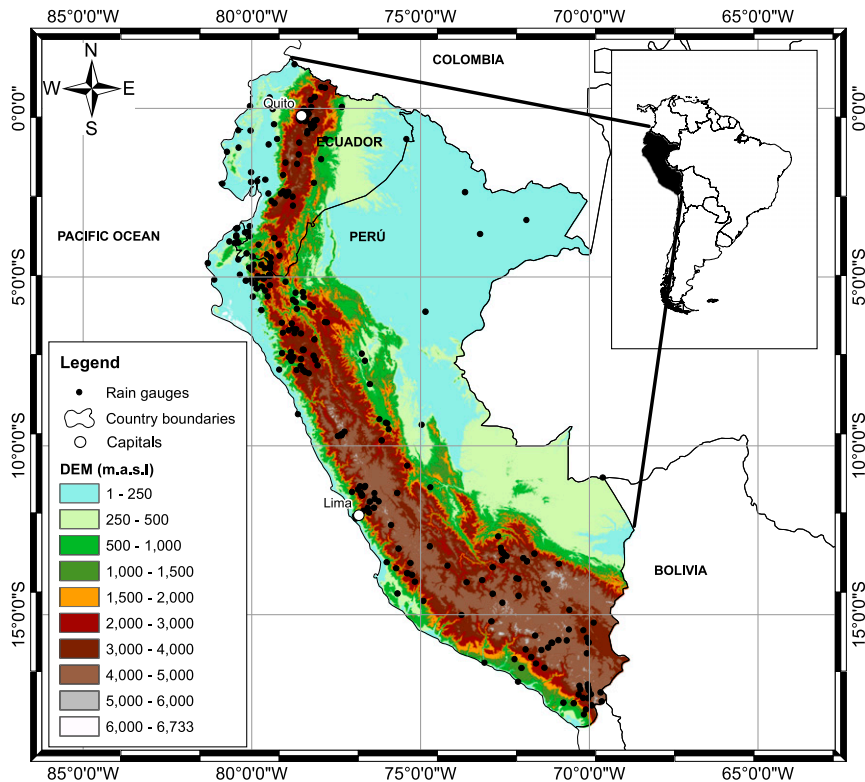 85°0'0"W 80°0'0"W 75°0'0"W 70°0'0"W 65°0'0"W
N
W E
S
COLOMBIA
0°0'0"
0°0'0"
Quito
ECUADOR
PACIFIC OCEAN
PERÚ
5°0'0"S
5°0'0"S
Legend
Rain gauges
Country boundaries
Capitals
DEM (m.a.s.l)
1 - 250
250 - 500
500 - 1,000
1,000 - 1,500
1,500 - 2,000
2,000 - 3,000
3,000 - 4,000
4,000 - 5,000
5,000 - 6,000
6,000 - 6,733
10°0'0"S
10°0'0"S
Lima
BOLIVIA
15°0'0"S
15°0'0"S
85°0'0"W 80°0'0"W 75°0'0"W 70°0'0"W 65°0'0"W